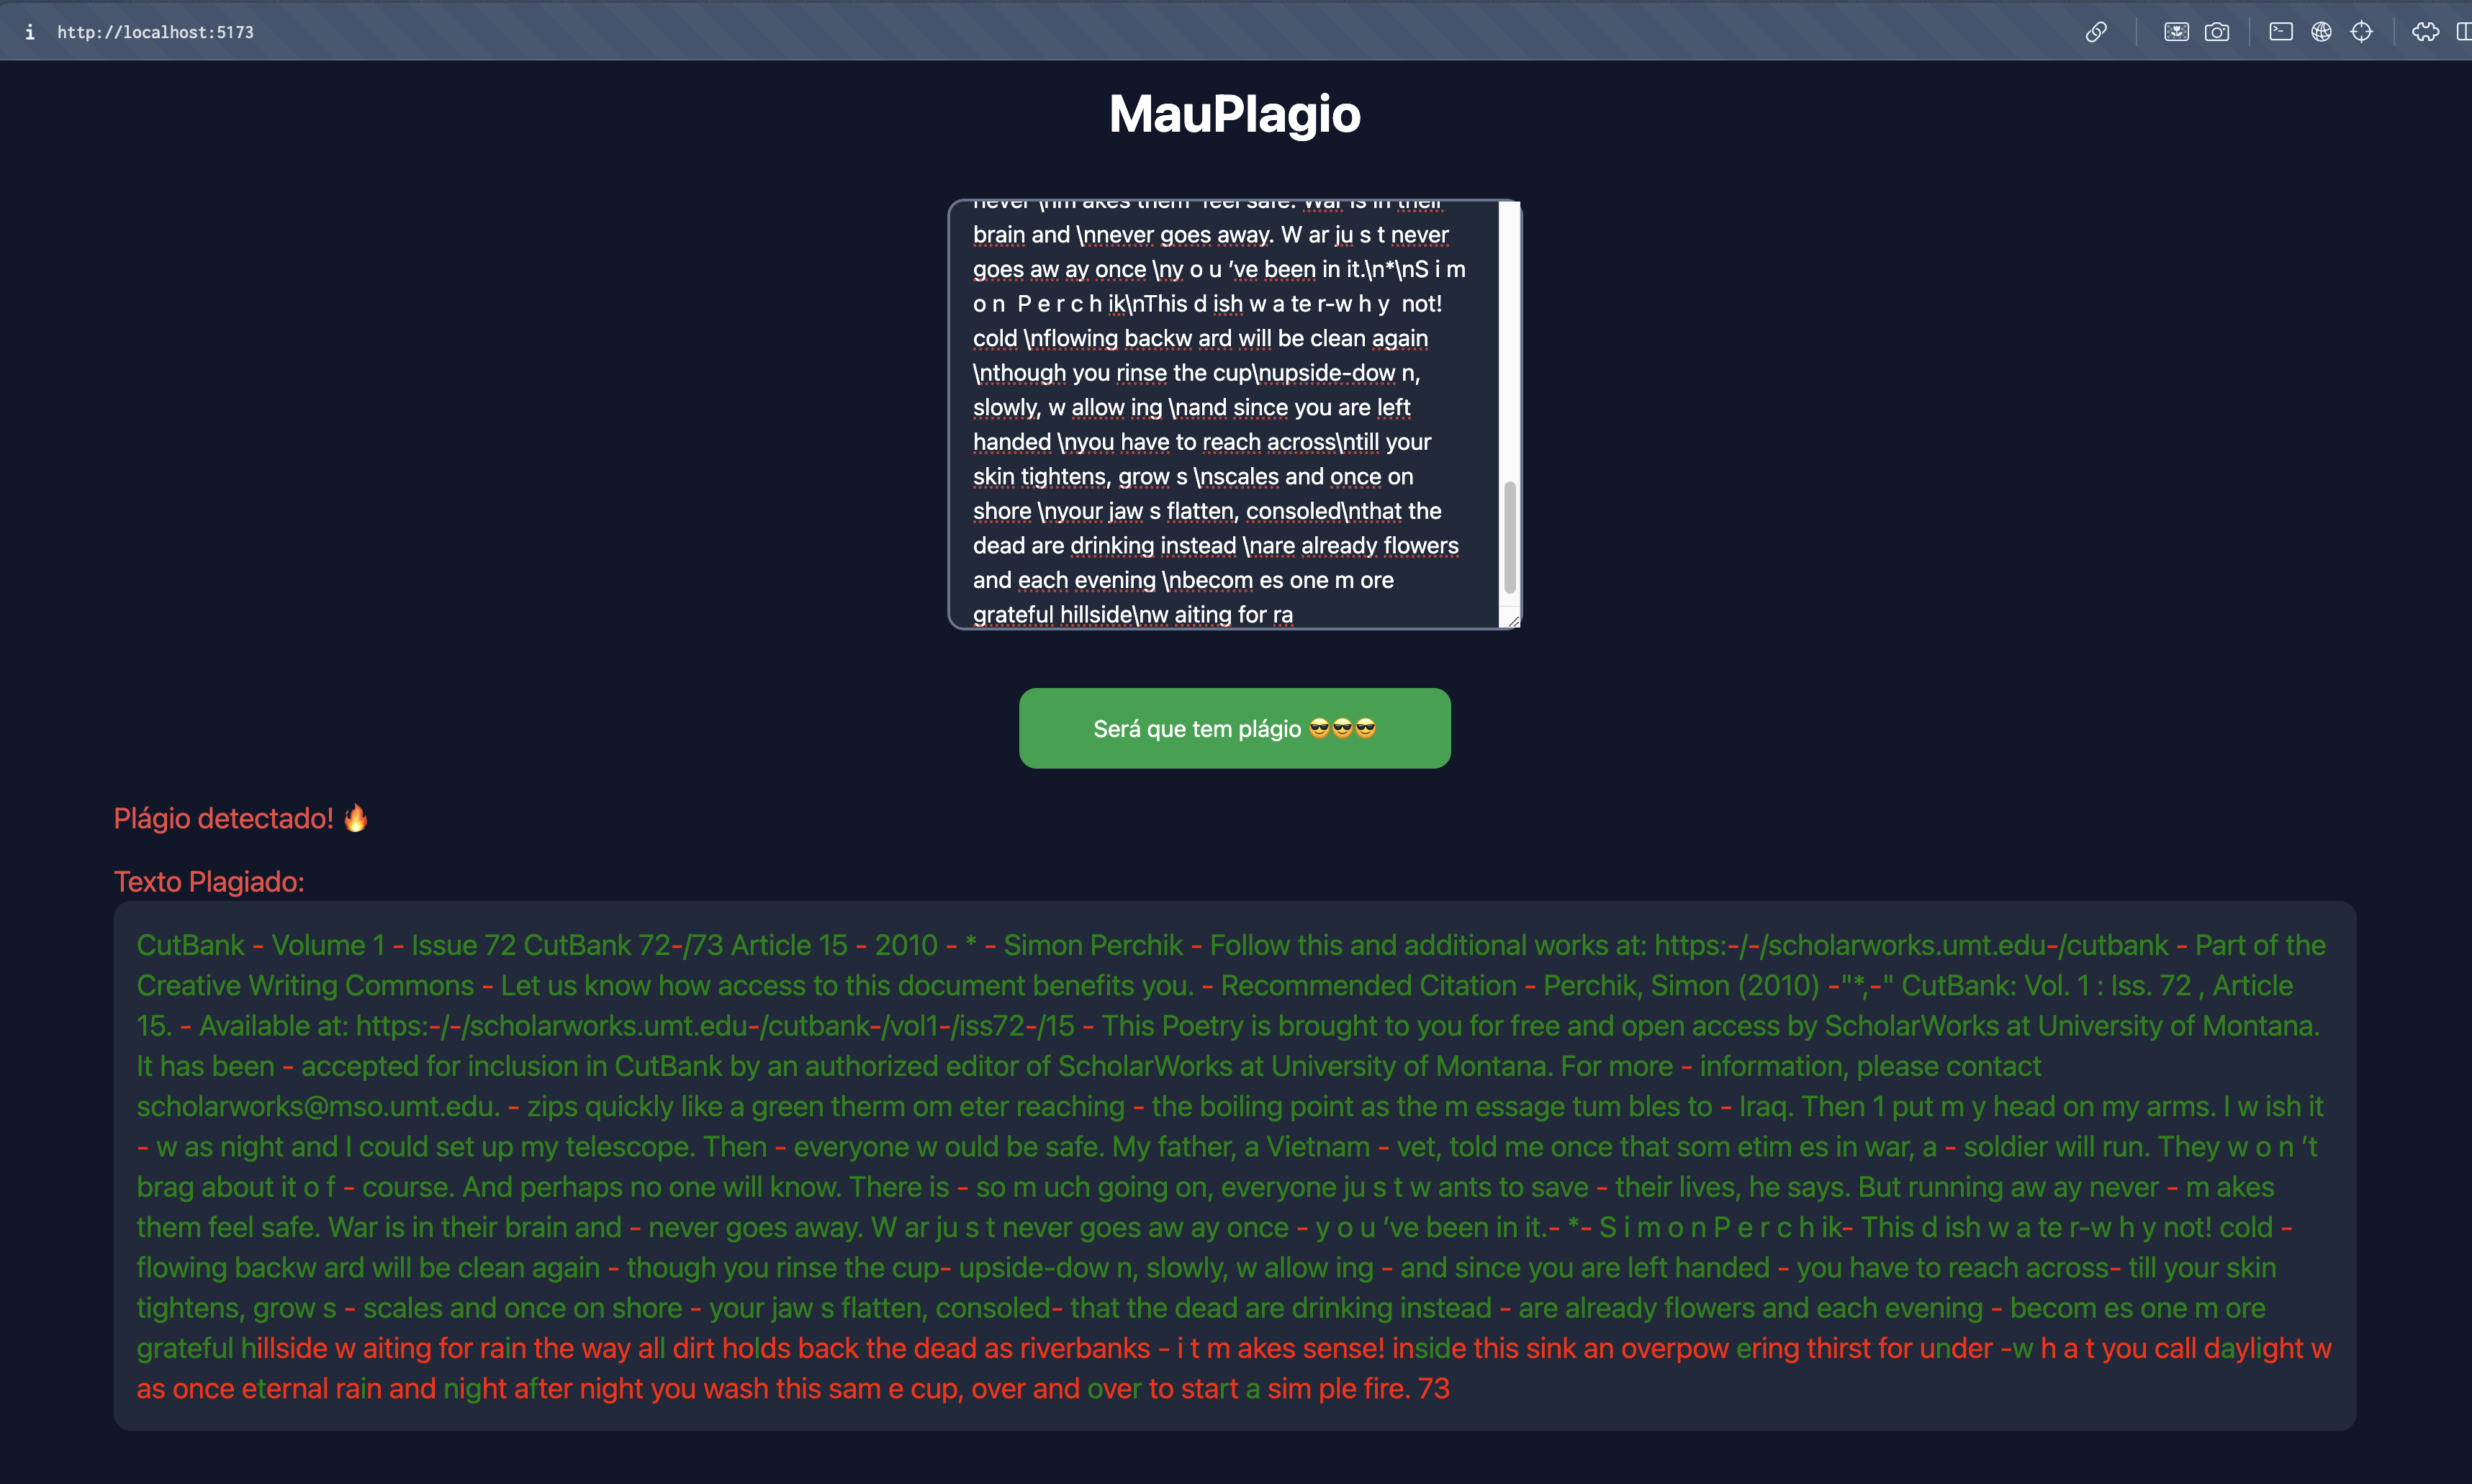 i http://localhost:5173
MauPlagio
never \nm akes them feel safe. War is in their
brain and \nnever goes away. W ar ju s t never
goes aw ay once \ny o u ’ve been in it.\n*\nS i m
o n  P e r c h ik\nThis d ish w a te r-w h y  not!
cold \nflowing backw ard will be clean again
\nthough you rinse the cup\nupside-dow n,
slowly, w allow ing \nand since you are left
handed \nyou have to reach across\ntill your
skin tightens, grow s \nscales and once on
shore \nyour jaw s flatten, consoled\nthat the
dead are drinking instead \nare already flowers
and each evening \nbecom es one m ore
grateful hillside\nw aiting for ra
Será que tem plágio 😎😎😎
Plágio detectado! 🔥
Texto Plagiado:
CutBank - Volume 1 - Issue 72 CutBank 72-/73 Article 15 - 2010 - * - Simon Perchik - Follow this and additional works at: https:-/-/scholarworks.umt.edu-/cutbank - Part of the
Creative Writing Commons - Let us know how access to this document benefits you. - Recommended Citation - Perchik, Simon (2010) -"*,-" CutBank: Vol. 1 : Iss. 72 , Article
15. - Available at: https:-/-/scholarworks.umt.edu-/cutbank-/vol1-/iss72-/15 - This Poetry is brought to you for free and open access by ScholarWorks at University of Montana.
It has been - accepted for inclusion in CutBank by an authorized editor of ScholarWorks at University of Montana. For more - information, please contact
scholarworks@mso.umt.edu. - zips quickly like a green therm om eter reaching - the boiling point as the m essage tum bles to - Iraq. Then 1 put m y head on my arms. I w ish it
- w as night and I could set up my telescope. Then - everyone w ould be safe. My father, a Vietnam - vet, told me once that som etim es in war, a - soldier will run. They w o n ’t
brag about it o f - course. And perhaps no one will know. There is - so m uch going on, everyone ju s t w ants to save - their lives, he says. But running aw ay never - m akes
them feel safe. War is in their brain and - never goes away. W ar ju s t never goes aw ay once - y o u ’ve been in it.- *- S i m o n P e r c h ik- This d ish w a te r-w h y not! cold -
flowing backw ard will be clean again - though you rinse the cup- upside-dow n, slowly, w allow ing - and since you are left handed - you have to reach across- till your skin
tightens, grow s - scales and once on shore - your jaw s flatten, consoled- that the dead are drinking instead - are already flowers and each evening - becom es one m ore
grateful hillside w aiting for rain the way all dirt holds back the dead as riverbanks - i t m akes sense! inside this sink an overpow ering thirst for under -w h a t you call daylight w
as once eternal rain and night after night you wash this sam e cup, over and over to start a sim ple fire. 73